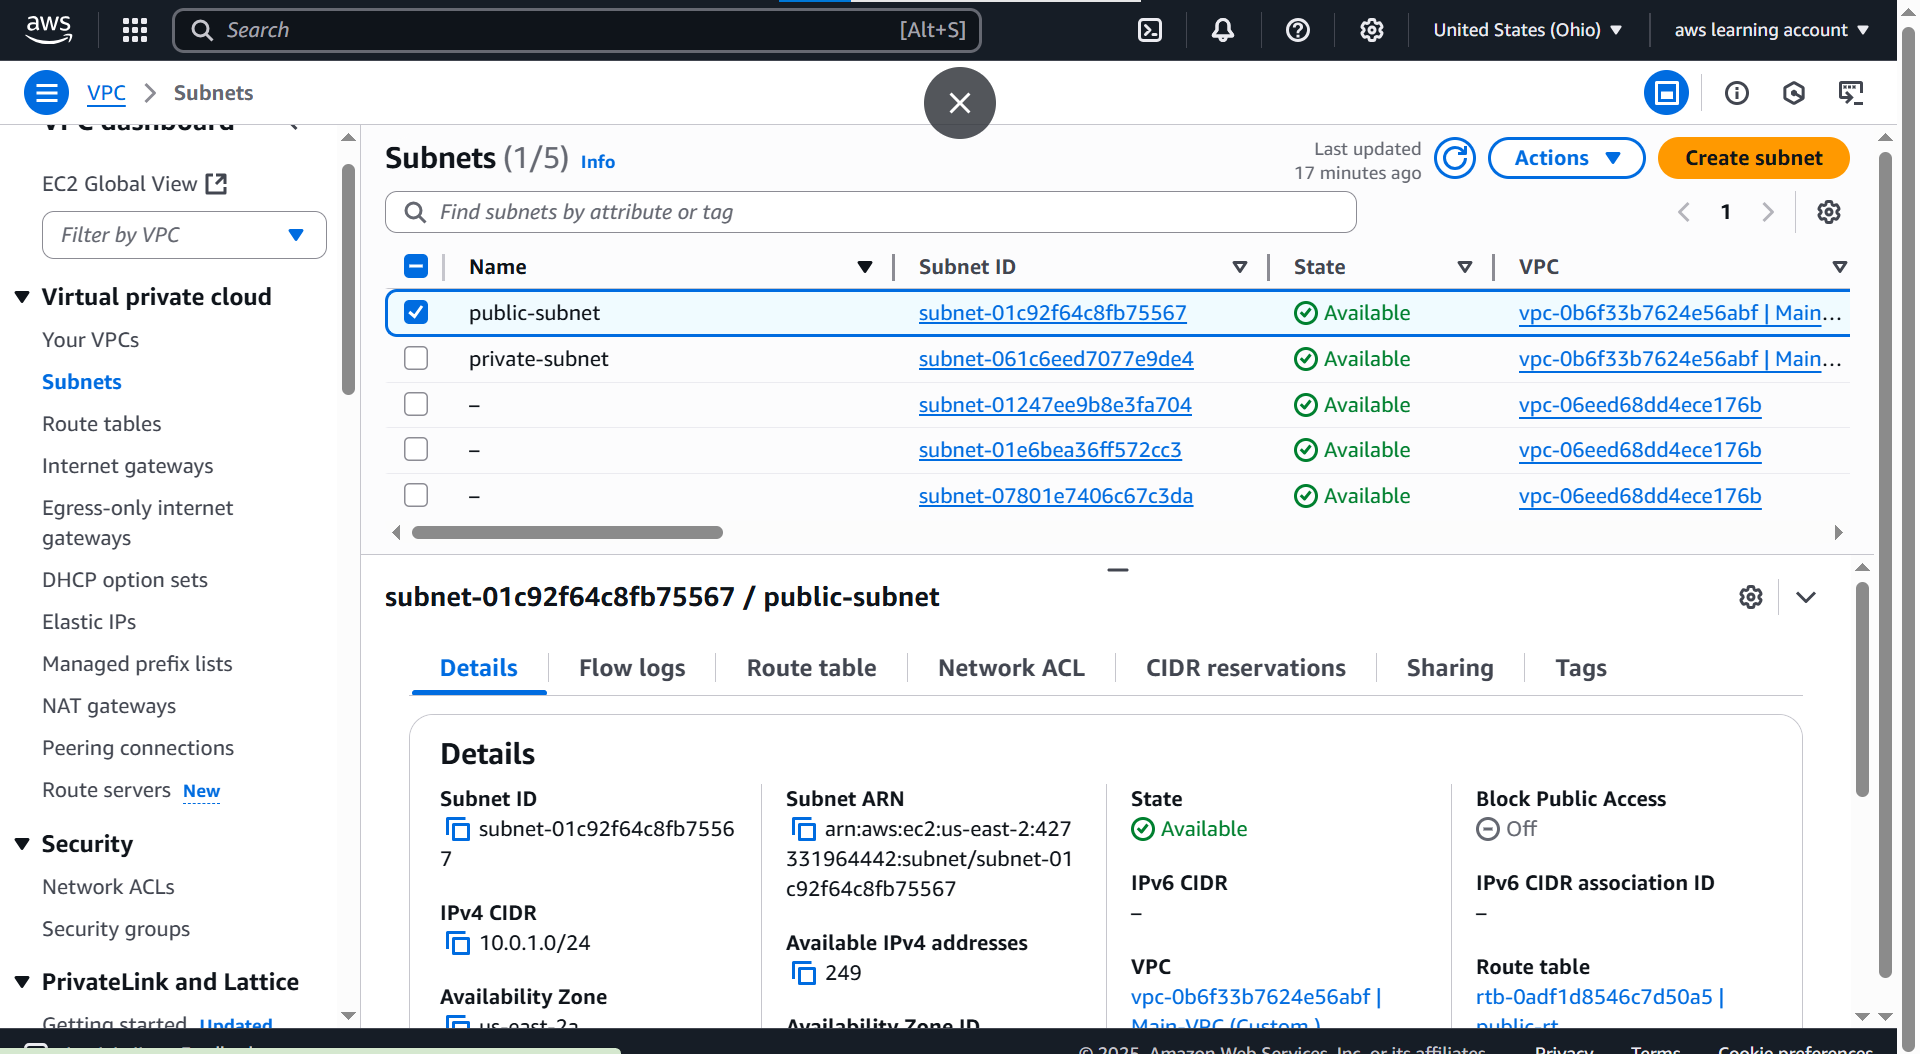 aws
Search
[Alt+S]
United States (Ohio)
aws learning account
VPC
Subnets
VPC dashboard
EC2 Global View
Filter by VPC
Virtual private cloud
Your VPCs
Subnets
Route tables
Internet gateways
Egress-only internet
gateways
DHCP option sets
Elastic IPs
Managed prefix lists
NAT gateways
Peering connections
Route servers New
Security
Network ACLs
Security groups
PrivateLink and Lattice
Getting started Updated
Subnets (1/5) Info
Last updated
17 minutes ago
Actions
Create subnet
Find subnets by attribute or tag
1
Name Subnet ID State VPC
public-subnet subnet-01c92f64c8fb75567 Available vpc-0b6f33b7624e56abf | Main...
private-subnet subnet-061c6eed7077e9de4 Available vpc-0b6f33b7624e56abf | Main...
– subnet-01247ee9b8e3fa704 Available vpc-06eed68dd4ece176b
– subnet-01e6bea36ff572cc3 Available vpc-06eed68dd4ece176b
– subnet-07801e7406c67c3da Available vpc-06eed68dd4ece176b
subnet-01c92f64c8fb75567 / public-subnet
Details Flow logs Route table Network ACL CIDR reservations Sharing Tags
Details
Subnet ID
subnet-01c92f64c8fb7556
7
IPv4 CIDR
10.0.1.0/24
Availability Zone
us-east-2a
Subnet ARN
arn:aws:ec2:us-east-2:427
331964442:subnet/subnet-01
c92f64c8fb75567
Available IPv4 addresses
249
Availability Zone ID
State
Available
IPv6 CIDR
–
VPC
vpc-0b6f33b7624e56abf |
Main-VPC (Custom )
Block Public Access
Off
IPv6 CIDR association ID
–
Route table
rtb-0adf1d8546c7d50a5 |
public-rt
© 2025, Amazon Web Services, Inc. or its affiliates.
Privacy
Terms
Cookie preferences